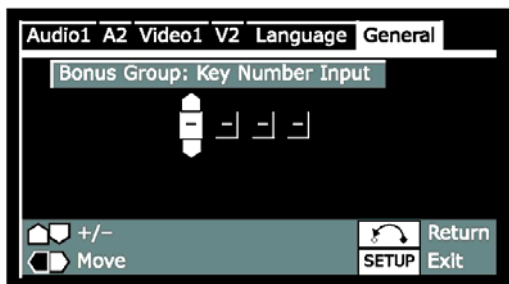 Audio1 A2 Video1 V2 Language General
Bonus Group: Key Number Input
- - - -
+/- Return
Move SETUP Exit